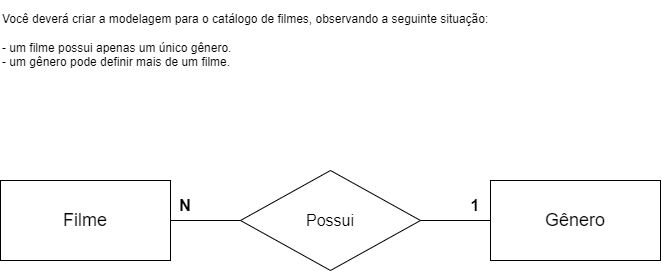 Você deverá criar a modelagem para o catálogo de filmes, observando a seguinte situação:
- um filme possui apenas um único gênero.
- um gênero pode definir mais de um filme.
N
1
Filme
Possui
Gênero